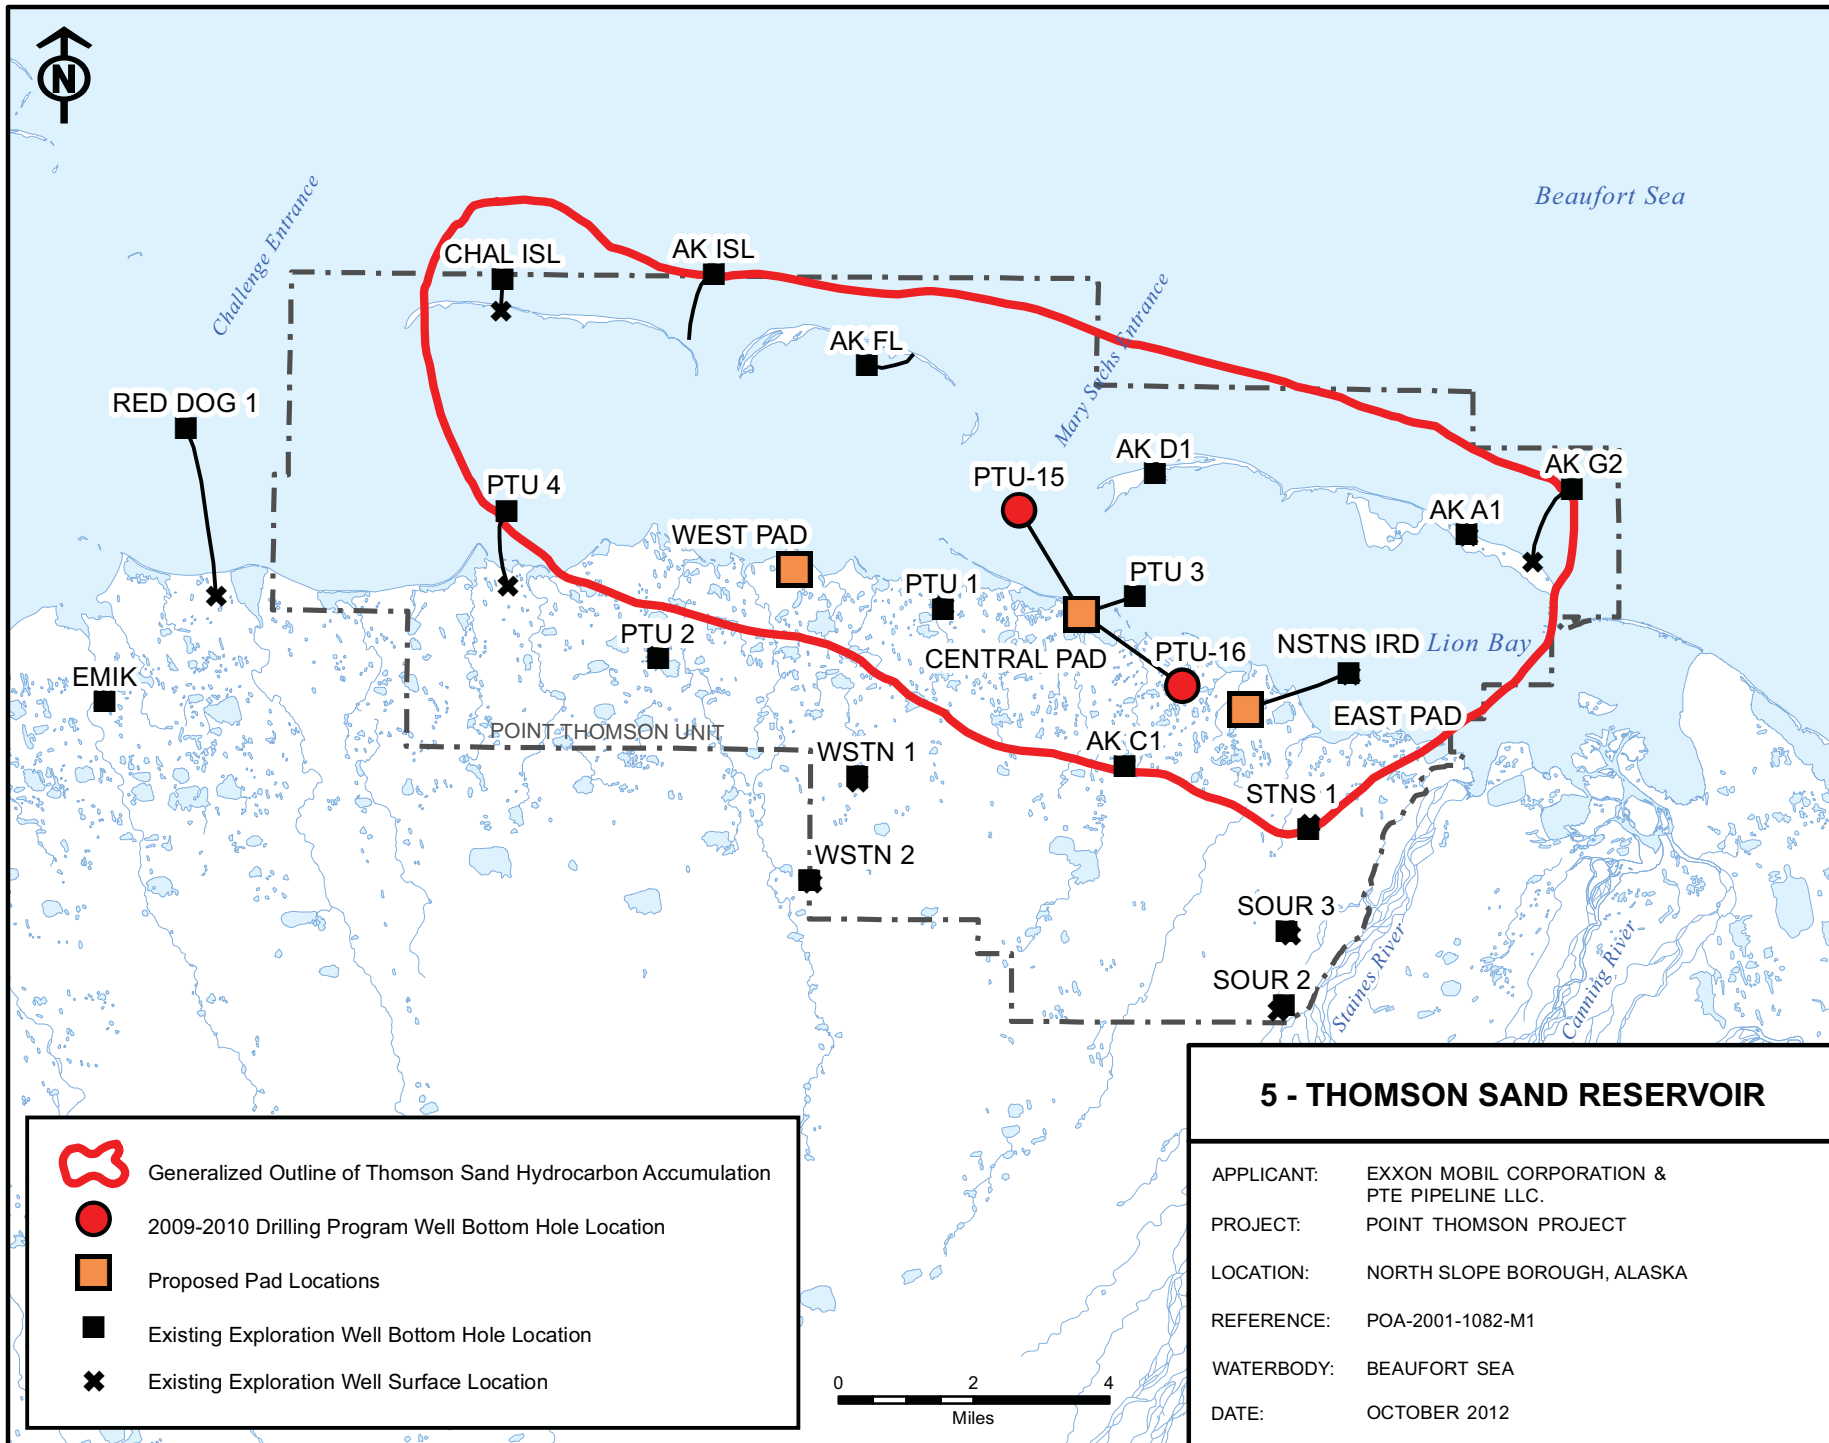 N
Beaufort Sea
Challenge Entrance
CHAL ISL
AK ISL
Mary Sachs Entrance
AK FL
RED DOG 1
AK D1
AK G2
PTU-15
PTU 4
AK A1
WEST PAD
PTU 3
PTU 1
PTU 2
NSTNS IRD
Lion Bay
CENTRAL PAD
PTU-16
EMIK
EAST PAD
POINT THOMSON UNIT
AK C1
WSTN 1
STNS 1
WSTN 2
SOUR 3
SOUR 2
Staines River
Canning River
Generalized Outline of Thomson Sand Hydrocarbon Accumulation
2009-2010 Drilling Program Well Bottom Hole Location
Proposed Pad Locations
Existing Exploration Well Bottom Hole Location
Existing Exploration Well Surface Location
0 2 4
Miles
5 - THOMSON SAND RESERVOIR
APPLICANT: EXXON MOBIL CORPORATION &
PTE PIPELINE LLC.
PROJECT: POINT THOMSON PROJECT
LOCATION: NORTH SLOPE BOROUGH, ALASKA
REFERENCE: POA-2001-1082-M1
WATERBODY: BEAUFORT SEA
DATE: OCTOBER 2012